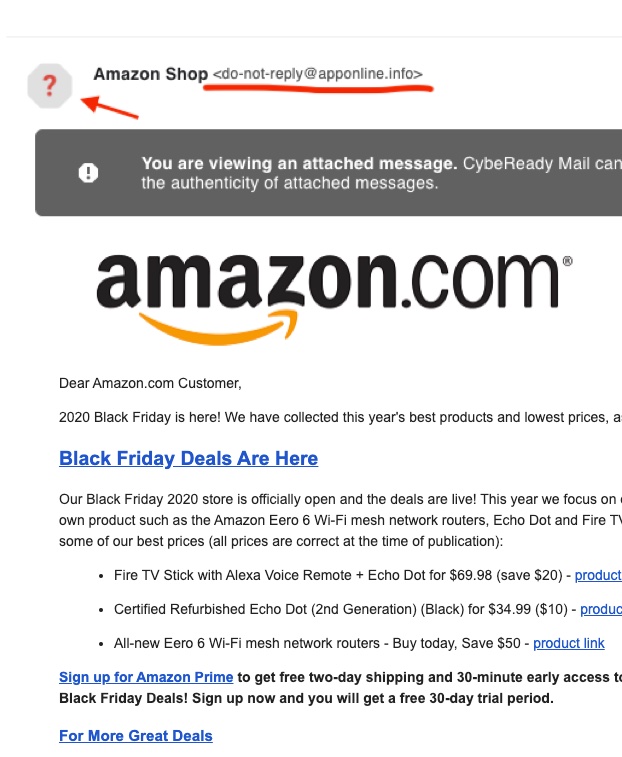 ?
Amazon Shop <do-not-reply@apponline.info>
You are viewing an attached message. CybeReady Mail can
the authenticity of attached messages.
amazon.com®
Dear Amazon.com Customer,
2020 Black Friday is here! We have collected this year's best products and lowest prices,
Black Friday Deals Are Here
Our Black Friday 2020 store is officially open and the deals are live! This year we focus on
own product such as the Amazon Eero 6 Wi-Fi mesh network routers, Echo Dot and Fire TV
some of our best prices (all prices are correct at the time of publication):
• Fire TV Stick with Alexa Voice Remote + Echo Dot for $69.98 (save $20) - product
• Certified Refurbished Echo Dot (2nd Generation) (Black) for $34.99 ($10) - produc
• All-new Eero 6 Wi-Fi mesh network routers - Buy today, Save $50 - product link
Sign up for Amazon Prime to get free two-day shipping and 30-minute early access to
Black Friday Deals! Sign up now and you will get a free 30-day trial period.
For More Great Deals